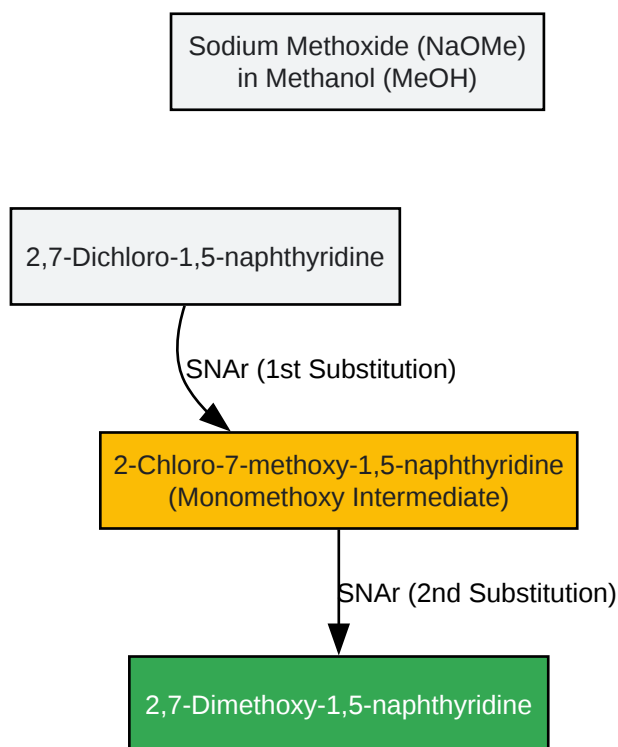 Sodium Methoxide (NaOMe)
in Methanol (MeOH)
2,7-Dichloro-1,5-naphthyridine
SNAr (1st Substitution)
2-Chloro-7-methoxy-1,5-naphthyridine
(Monomethoxy Intermediate)
SNAr (2nd Substitution)
2,7-Dimethoxy-1,5-naphthyridine